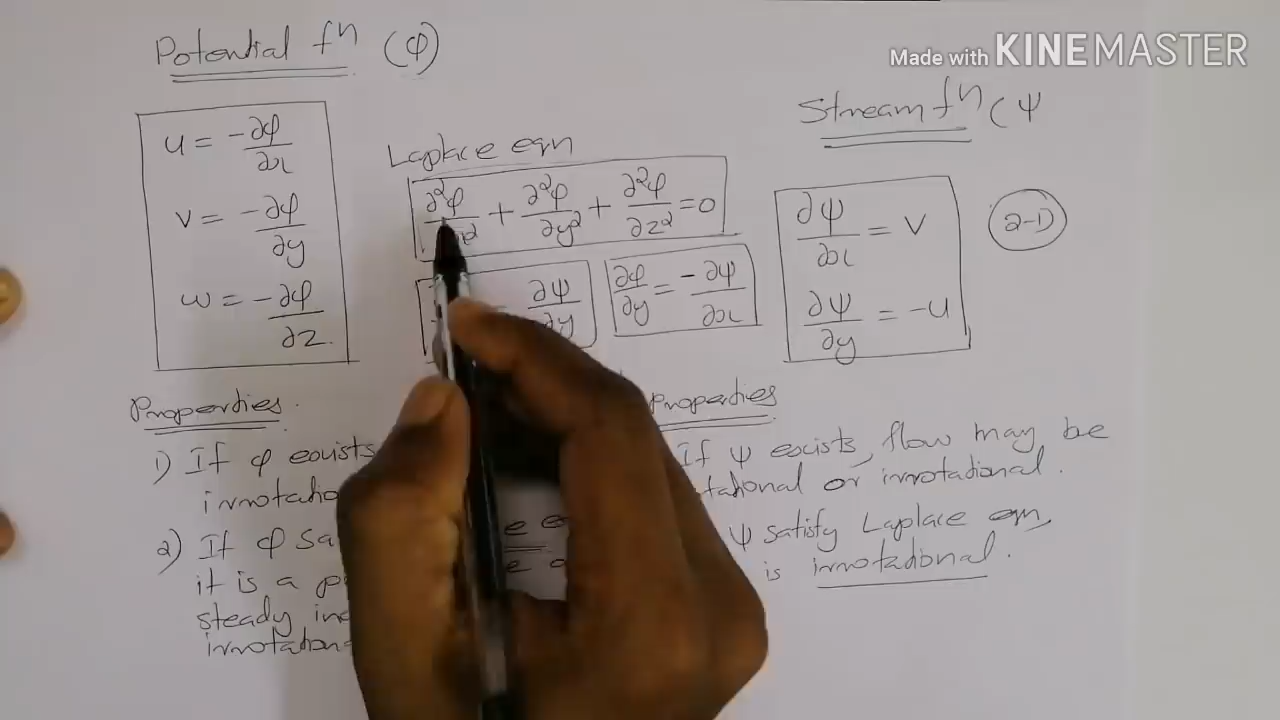 Potential fⁿ (φ)
Made with KINEMASTER
u = -∂φ/∂x
v = -∂φ/∂y
w = -∂φ/∂z.
Laplace eqn
∂²φ/∂x² + ∂²φ/∂y² + ∂²φ/∂z² = 0
= ∂ψ/∂y
∂φ/∂y = -∂ψ/∂x
Stream fⁿ (ψ
∂ψ/∂x = v
∂ψ/∂y = -u
2-D
Properties.
1) If φ exists
irrotatio
2) If φ sa
it is a p
steady in
irrotation
Properties
If ψ exists, flow may be
tational or irrotational.
ψ satisfy Laplace eqn,
is irrotational.